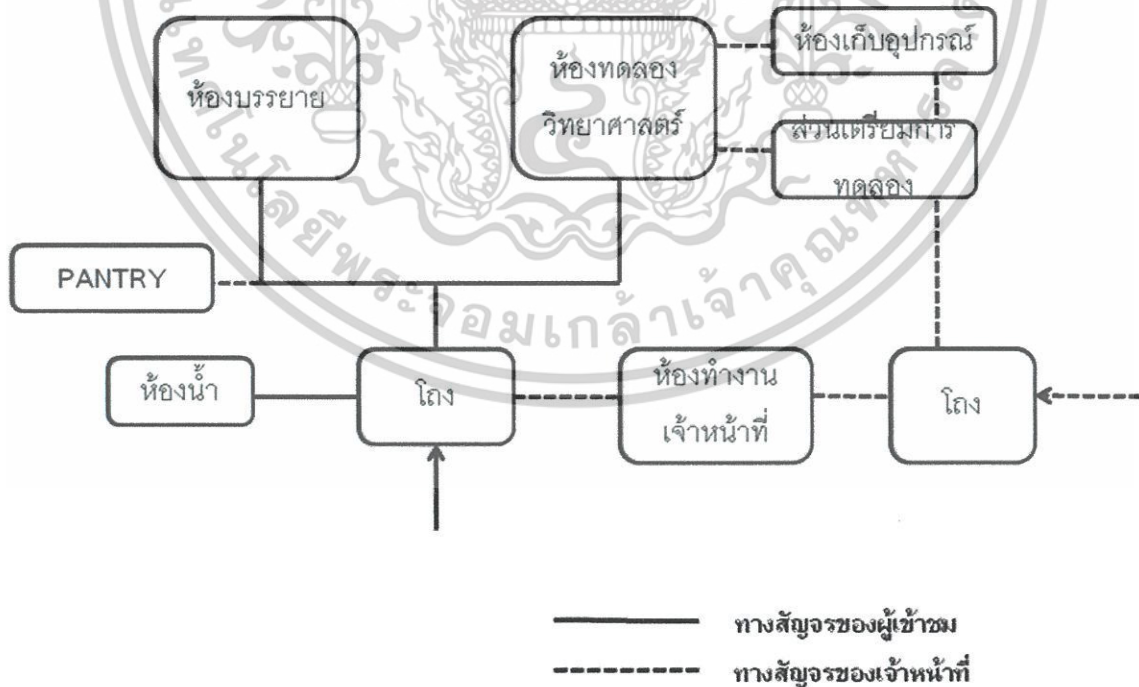 ห้องบรรยาย
ห้องทดลอง
วิทยาศาสตร์
ห้องเก็บอุปกรณ์
ส่วนเตรียมการ
ทดลอง
PANTRY
ห้องน้ำ
โถง
ห้องทำงาน
เจ้าหน้าที่
โถง
ทางสัญจรของผู้เข้าชม
ทางสัญจรของเจ้าหน้าที่